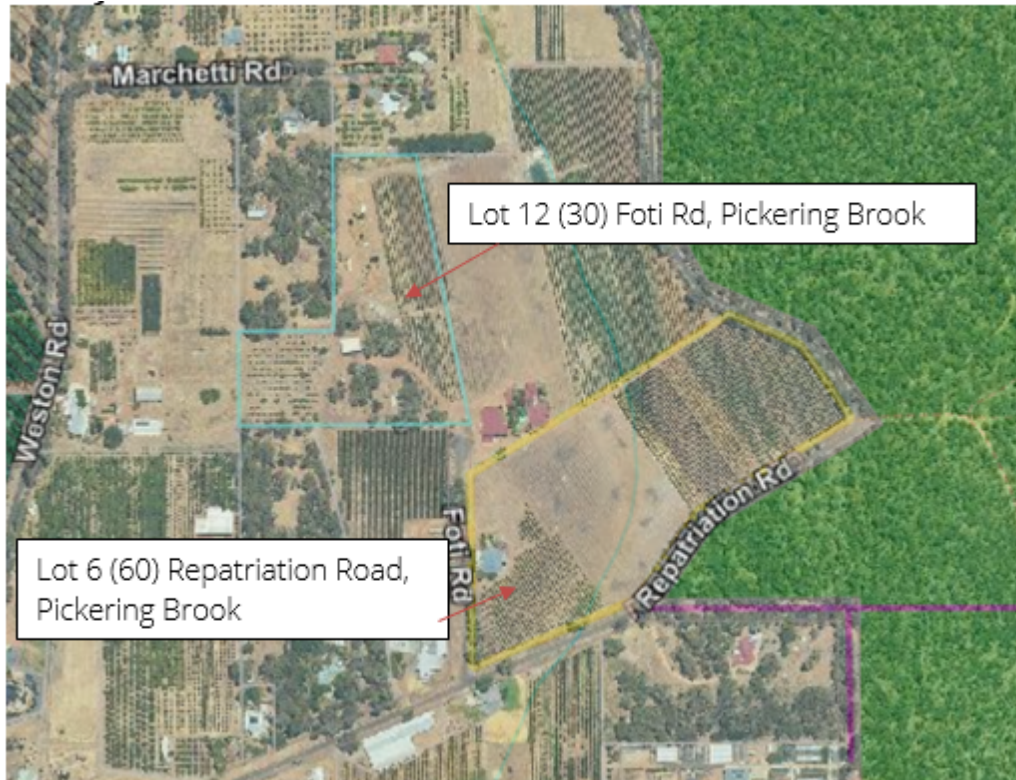 Marchetti Rd
Lot 12 (30) Foti Rd, Pickering Brook
Weston Rd
Foti Rd
Repatriation Rd
Lot 6 (60) Repatriation Road,
Pickering Brook